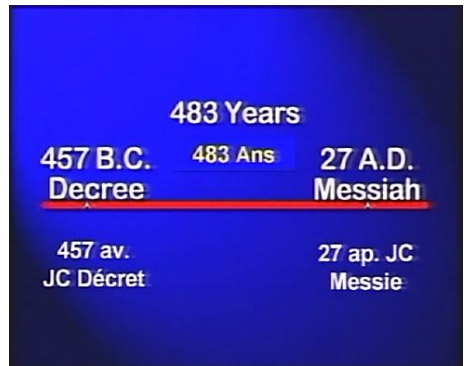 483 Years
483 Ans
457 B.C.
Decree
27 A.D.
Messiah
457 av.
JC Décret
27 ap. JC
Messie